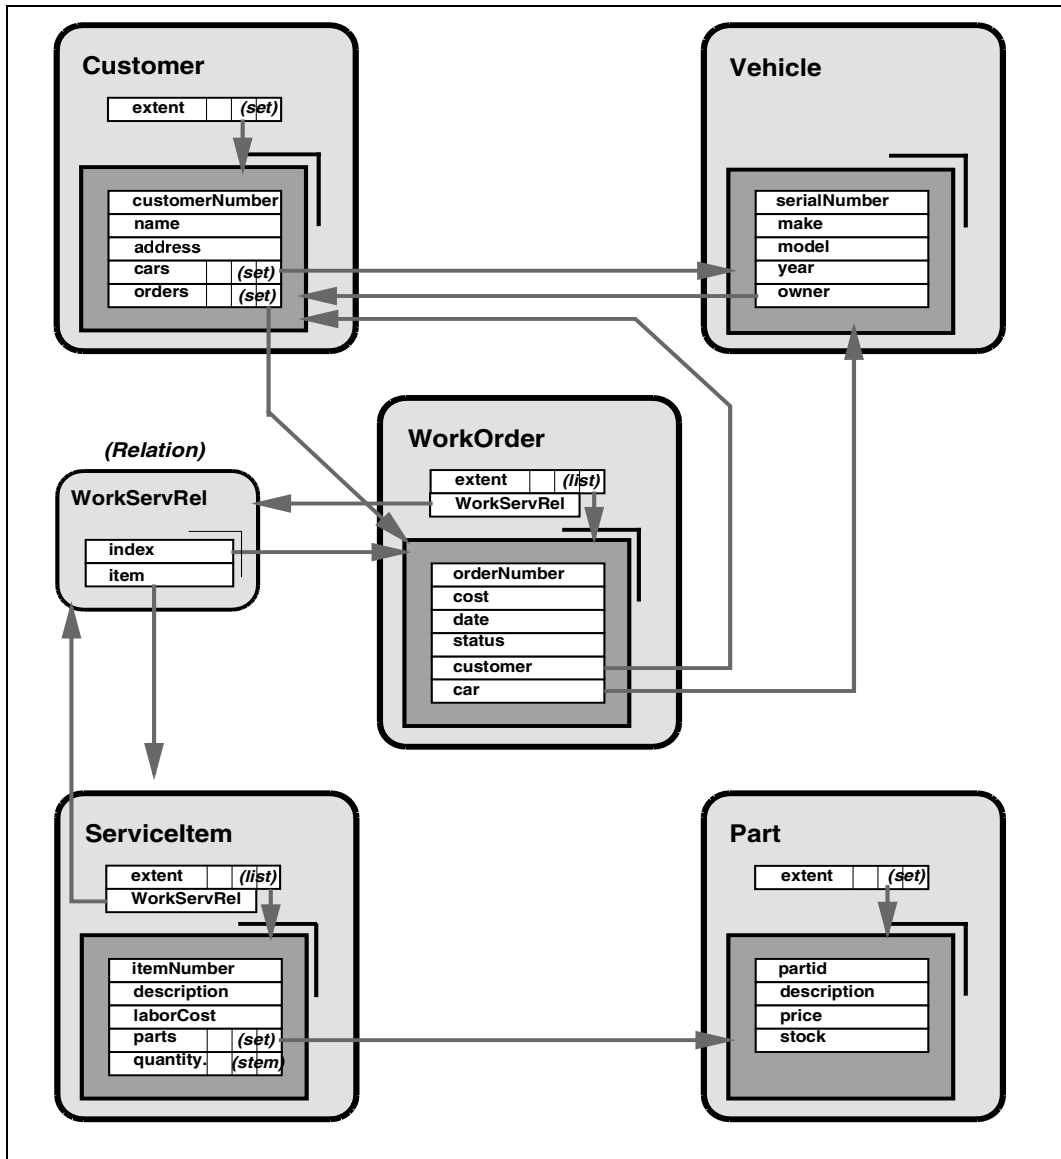 Customer
extent (set)
customerNumber
name
address
cars (set)
orders (set)
Vehicle
serialNumber
make
model
year
owner
(Relation)
WorkServRel
index
item
WorkOrder
extent (list)
WorkServRel
orderNumber
cost
date
status
customer
car
ServiceItem
extent (list)
WorkServRel
itemNumber
description
laborCost
parts (set)
quantity. (stem)
Part
extent (set)
partid
description
price
stock